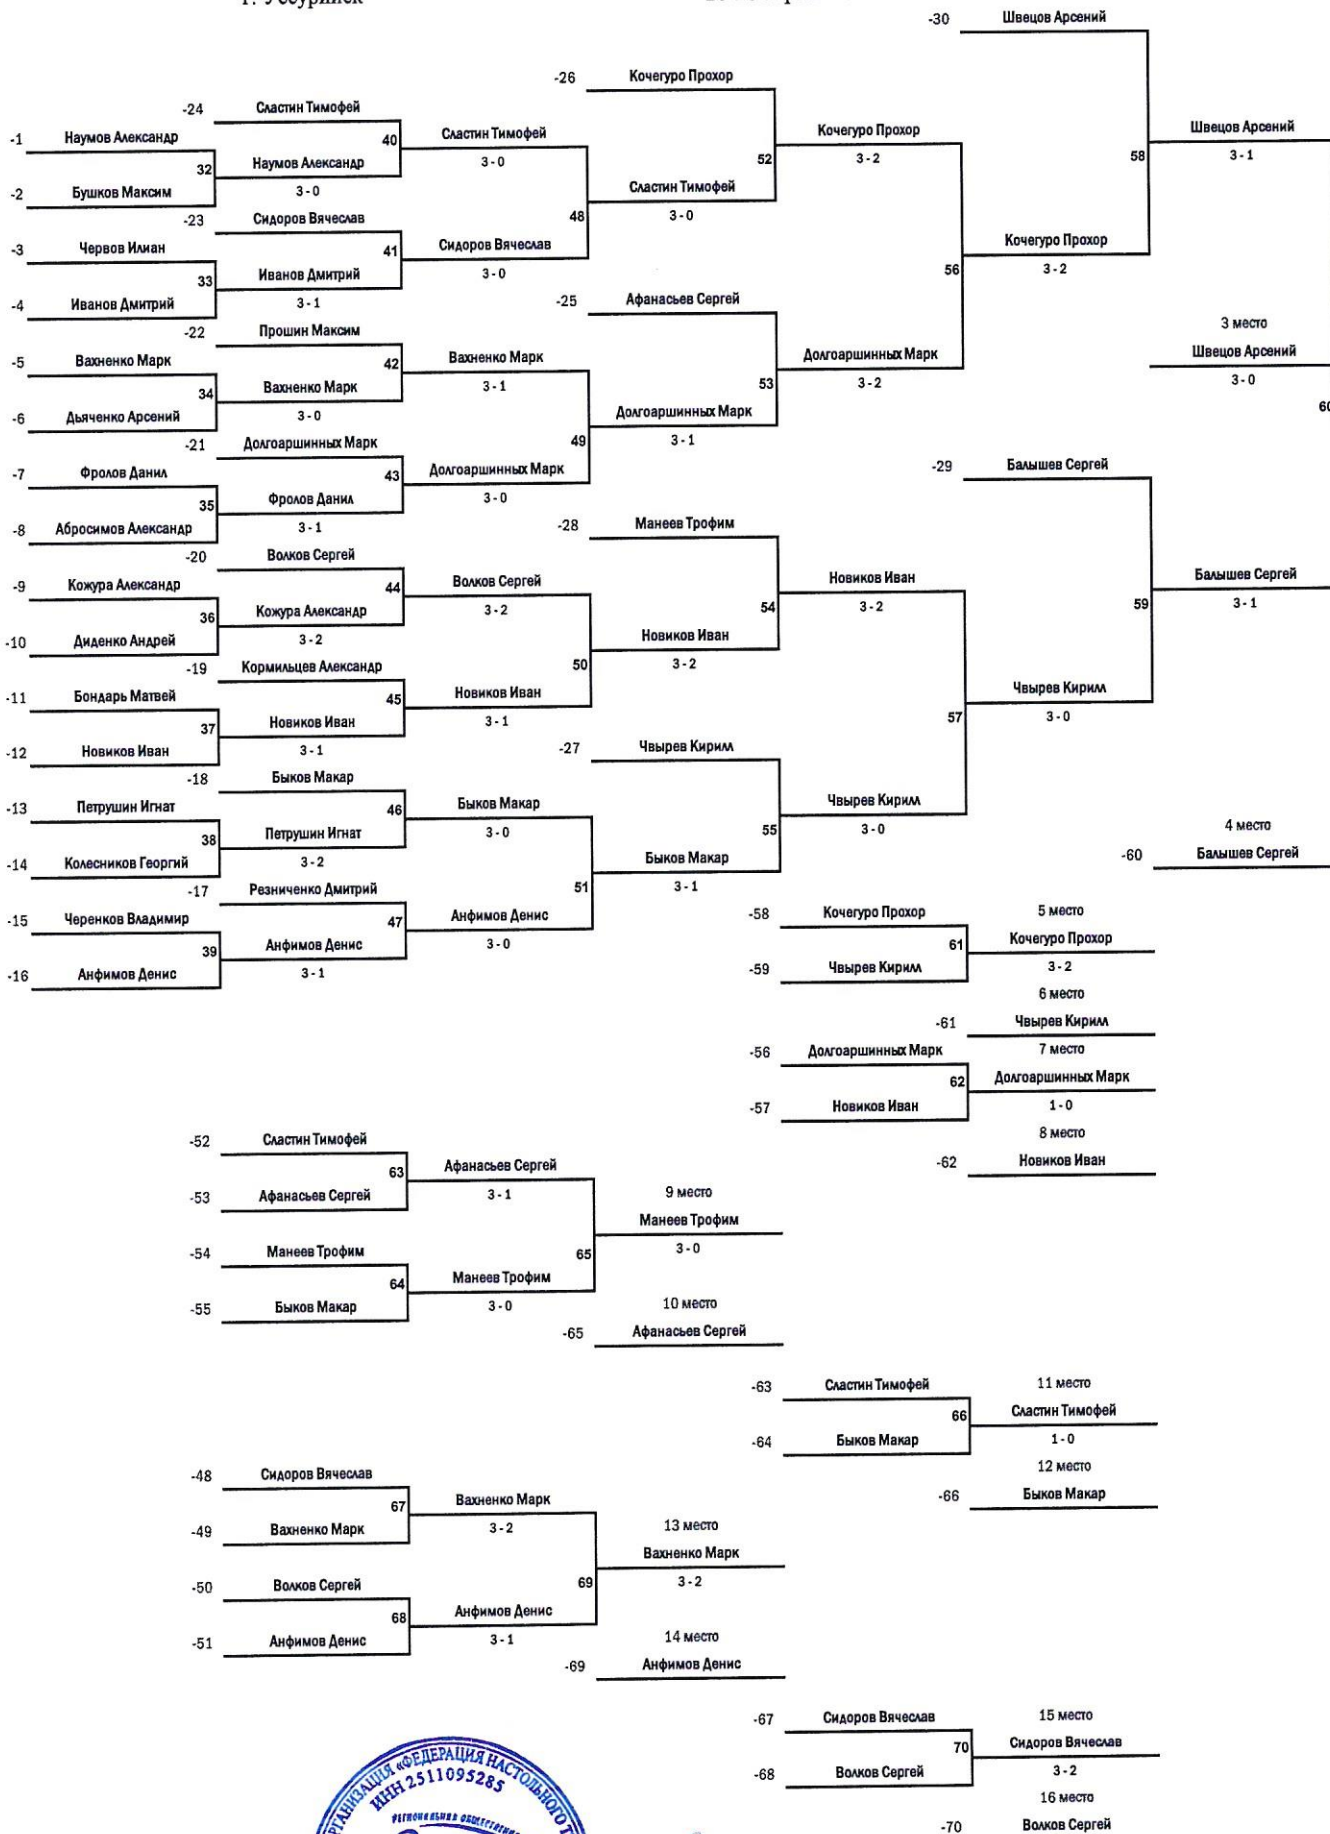 г. Уссурийск
-30 Швецов Арсений
-26 Кочегуро Прохор
-24 Сластин Тимофей
40 Сластин Тимофей
Кочегуро Прохор
Швецов Арсений
-1 Наумов Александр
3 - 0
52
3 - 2
58
3 - 1
32 Наумов Александр
-2 Бушков Максим
3 - 0
Сластин Тимофей
-23 Сидоров Вячеслав
48
3 - 0
-3 Червов Илиан
41 Сидоров Вячеслав
Кочегуро Прохор
33 Иванов Дмитрий
3 - 0
56
3 - 2
-4 Иванов Дмитрий
3 - 1
-25 Афанасьев Сергей
-22 Прошин Максим
3 место
-5 Вахненко Марк
42 Вахненко Марк
Долгоаршинных Марк
Швецов Арсений
34 Вахненко Марк
3 - 1
53
3 - 2
3 - 0
-6 Дьяченко Арсений
3 - 0
Долгоаршинных Марк
60
-21 Долгоаршинных Марк
49
3 - 1
-7 Фролов Данил
43 Долгоаршинных Марк
-29 Балышев Сергей
35 Фролов Данил
3 - 0
-8 Абросимов Александр
3 - 1
-28 Манеев Трофим
-20 Волков Сергей
-9 Кожура Александр
44 Волков Сергей
Новиков Иван
Балышев Сергей
36 Кожура Александр
3 - 2
54
3 - 2
59
3 - 1
-10 Диденко Андрей
3 - 2
Новиков Иван
-19 Кормильцев Александр
50
3 - 2
-11 Бондарь Матвей
45 Новиков Иван
Чвырев Кирилл
37 Новиков Иван
3 - 1
57
3 - 0
-12 Новиков Иван
3 - 1
-27 Чвырев Кирилл
-18 Быков Макар
-13 Петрушин Игнат
46 Быков Макар
Чвырев Кирилл
38 Петрушин Игнат
3 - 0
55
3 - 0
4 место
-14 Колесников Георгий
3 - 2
Быков Макар
-60 Балышев Сергей
-17 Резниченко Дмитрий
51
3 - 1
-15 Черенков Владимир
47 Анфимов Денис
-58 Кочегуро Прохор
5 место
39 Анфимов Денис
3 - 0
61 Кочегуро Прохор
-16 Анфимов Денис
3 - 1
-59 Чвырев Кирилл
3 - 2
6 место
-61 Чвырев Кирилл
-56 Долгоаршинных Марк
7 место
62 Долгоаршинных Марк
-57 Новиков Иван
1 - 0
8 место
-62 Новиков Иван
-52 Сластин Тимофей
63 Афанасьев Сергей
-53 Афанасьев Сергей
3 - 1
9 место
Манеев Трофим
-54 Манеев Трофим
65
3 - 0
64 Манеев Трофим
-55 Быков Макар
3 - 0
10 место
-65 Афанасьев Сергей
-63 Сластин Тимофей
11 место
66 Сластин Тимофей
-64 Быков Макар
1 - 0
12 место
-66 Быков Макар
-48 Сидоров Вячеслав
67 Вахненко Марк
-49 Вахненко Марк
3 - 2
13 место
Вахненко Марк
-50 Волков Сергей
69
3 - 2
68 Анфимов Денис
-51 Анфимов Денис
3 - 1
14 место
-69 Анфимов Денис
-67 Сидоров Вячеслав
15 место
70 Сидоров Вячеслав
-68 Волков Сергей
3 - 2
16 место
-70 Волков Сергей
«ФЕДЕРАЦИЯ НАСТОЛЬНОГО
ИНН 2511095285